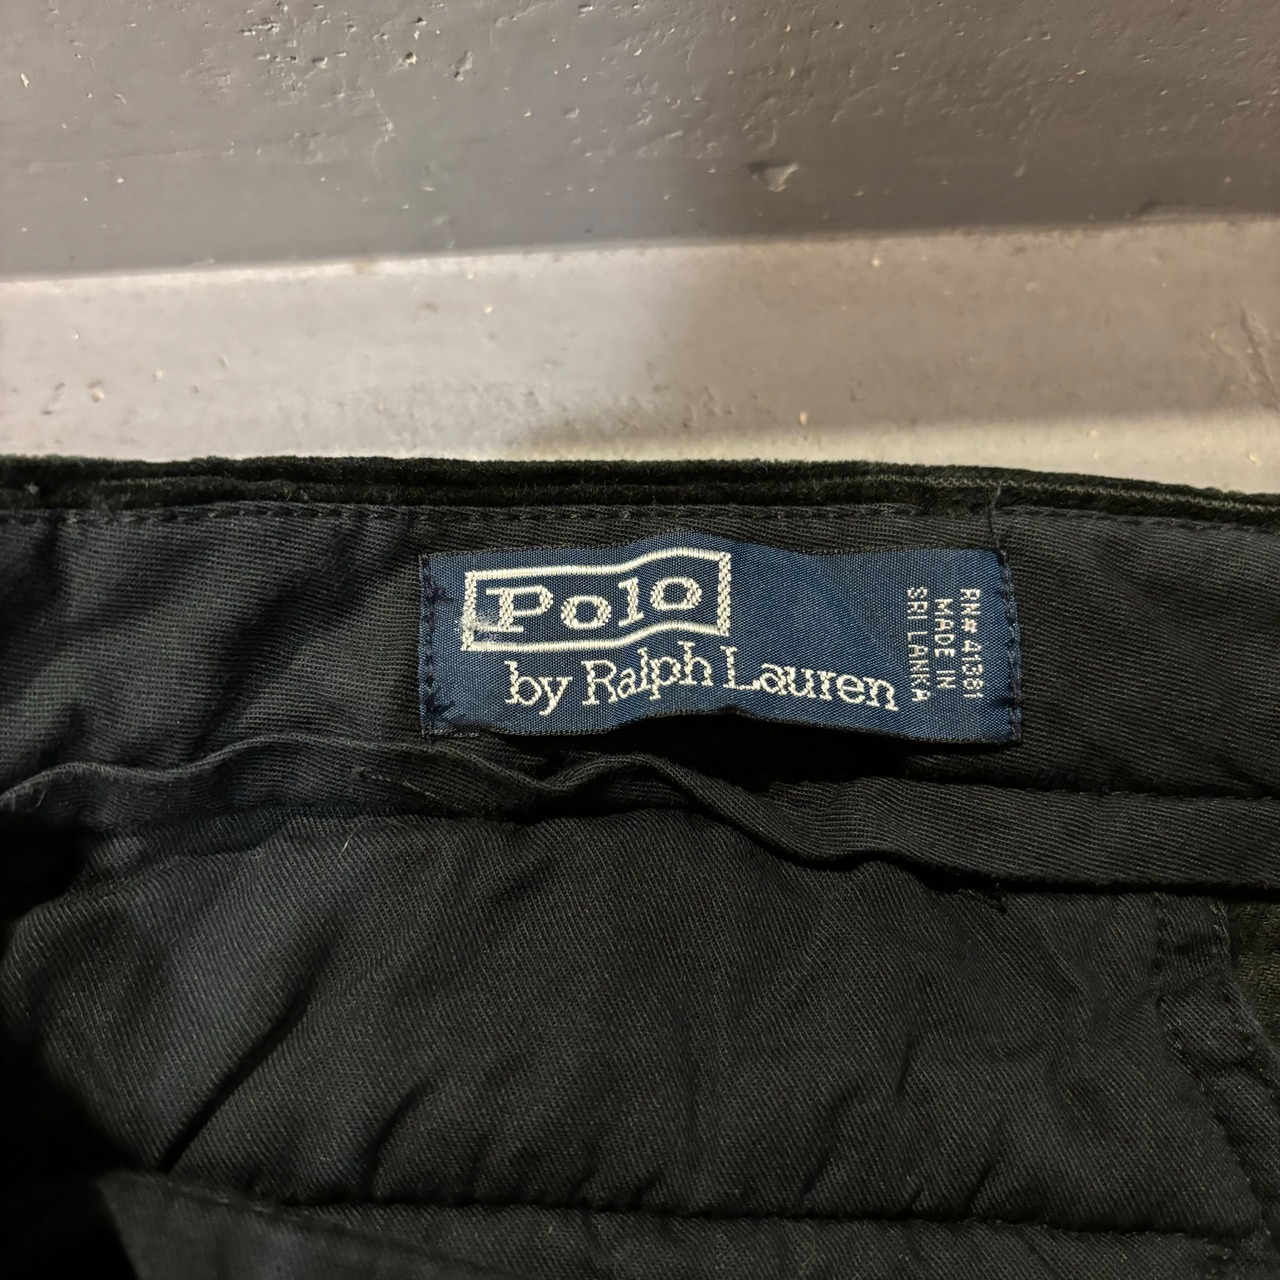 Polo
by Ralph Lauren
RN# 41381
MADE IN
SRI LANKA